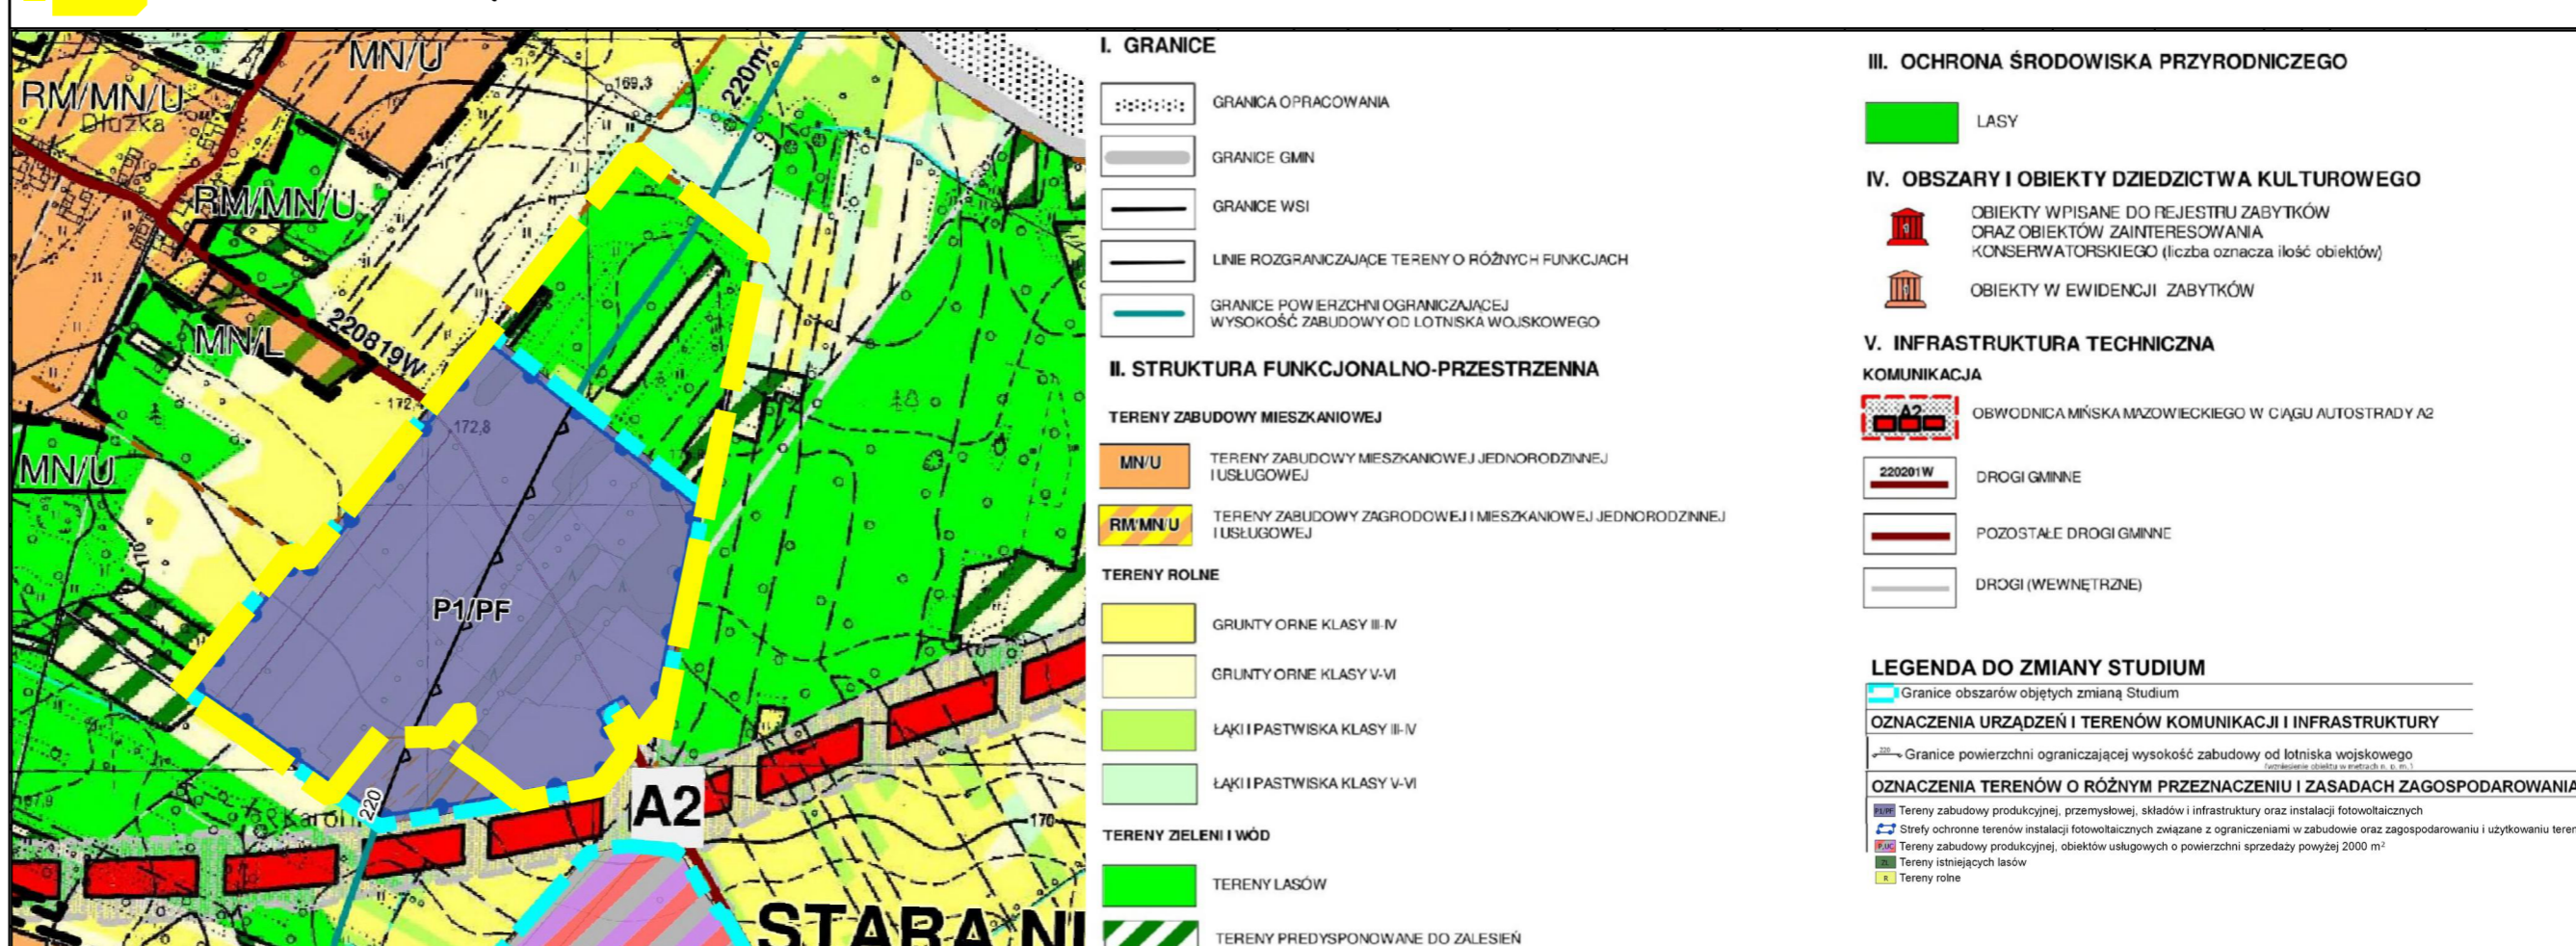 MN/U
220m.
169,3
RM/MN/U
Dłużka
RM/MN/U
MN/L
220819W
172,8
MN/U
170
P1/PF
220
Karol
A2
170
STARA NI
I. GRANICE
GRANICA OPRACOWANIA
GRANICE GMIN
GRANICE WSI
LINIE ROZGRANICZAJĄCE TERENY O RÓŻNYCH FUNKCJACH
GRANICE POWIERZCHNI OGRANICZAJĄCEJ
WYSOKOŚĆ ZABUDOWY OD LOTNISKA WOJSKOWEGO
II. STRUKTURA FUNKCJONALNO-PRZESTRZENNA
TERENY ZABUDOWY MIESZKANIOWEJ
MN/U
TERENY ZABUDOWY MIESZKANIOWEJ JEDNORODZINNEJ
I USŁUGOWEJ
RM/MN/U
TERENY ZABUDOWY ZAGRODOWEJ I MIESZKANIOWEJ JEDNORODZINNEJ
I USŁUGOWEJ
TERENY ROLNE
GRUNTY ORNE KLASY III-IV
GRUNTY ORNE KLASY V-VI
ŁĄKI I PASTWISKA KLASY III-IV
ŁĄKI I PASTWISKA KLASY V-VI
TERENY ZIELENI I WÓD
TERENY LASÓW
TERENY PREDYSPONOWANE DO ZALESIEŃ
III. OCHRONA ŚRODOWISKA PRZYRODNICZEGO
LASY
IV. OBSZARY I OBIEKTY DZIEDZICTWA KULTUROWEGO
OBIEKTY WPISANE DO REJESTRU ZABYTKÓW
ORAZ OBIEKTÓW ZAINTERESOWANIA
KONSERWATORSKIEGO (liczba oznacza ilość obiektów)
OBIEKTY W EWIDENCJI ZABYTKÓW
V. INFRASTRUKTURA TECHNICZNA
KOMUNIKACJA
A2
OBWODNICA MIŃSKA MAZOWIECKIEGO W CIĄGU AUTOSTRADY A2
220201W
DROGI GMINNE
POZOSTAŁE DROGI GMINNE
DROGI (WEWNĘTRZNE)
LEGENDA DO ZMIANY STUDIUM
Granice obszarów objętych zmianą Studium
OZNACZENIA URZĄDZEŃ I TERENÓW KOMUNIKACJI I INFRASTRUKTURY
220
Granice powierzchni ograniczającej wysokość zabudowy od lotniska wojskowego
(wzniesienie obiektu w metrach n. p. m.)
OZNACZENIA TERENÓW O RÓŻNYM PRZEZNACZENIU I ZASADACH ZAGOSPODAROWANIA
P1/PF Tereny zabudowy produkcyjnej, przemysłowej, składów i infrastruktury oraz instalacji fotowoltaicznych
Strefy ochronne terenów instalacji fotowoltaicznych związane z ograniczeniami w zabudowie oraz zagospodarowaniu i użytkowaniu teren
P,UC Tereny zabudowy produkcyjnej, obiektów usługowych o powierzchni sprzedaży powyżej 2000 m²
ZL Tereny istniejących lasów
R Tereny rolne